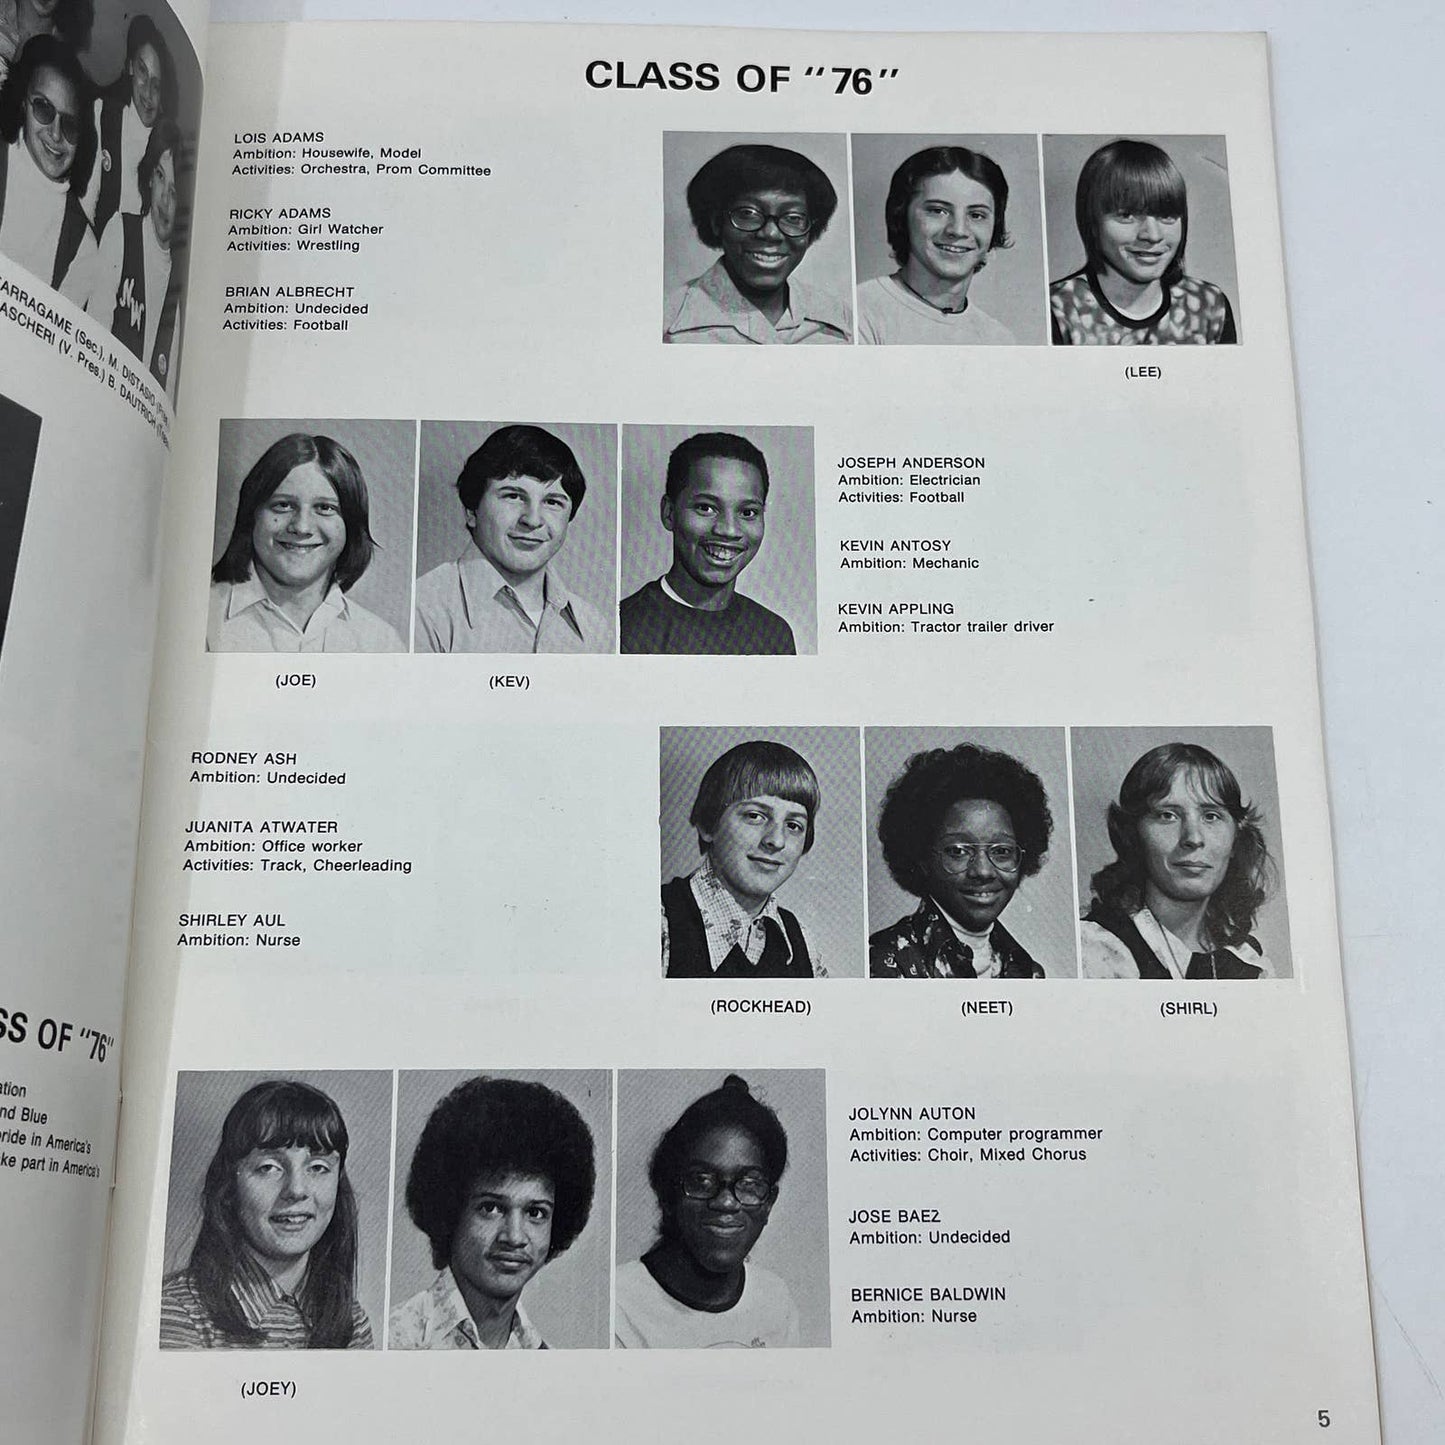 CLASS OF "76"
LOIS ADAMS
Ambition: Housewife, Model
Activities: Orchestra, Prom Committee
RICKY ADAMS
Ambition: Girl Watcher
Activities: Wrestling
BRIAN ALBRECHT
Ambition: Undecided
Activities: Football
(LEE)
JOSEPH ANDERSON
Ambition: Electrician
Activities: Football
KEVIN ANTOSY
Ambition: Mechanic
KEVIN APPLING
Ambition: Tractor trailer driver
(JOE)
(KEV)
RODNEY ASH
Ambition: Undecided
JUANITA ATWATER
Ambition: Office worker
Activities: Track, Cheerleading
SHIRLEY AUL
Ambition: Nurse
(ROCKHEAD)
(NEET)
(SHIRL)
JOLYNN AUTON
Ambition: Computer programmer
Activities: Choir, Mixed Chorus
JOSE BAEZ
Ambition: Undecided
BERNICE BALDWIN
Ambition: Nurse
(JOEY)
5
NW
ARRAGAME (Sec.), M. DISTASIO
ASCHERI (V. Pres.) B. DAUTRICH
SS OF "76"
ation
nd Blue
pride in America's
ke part in America's